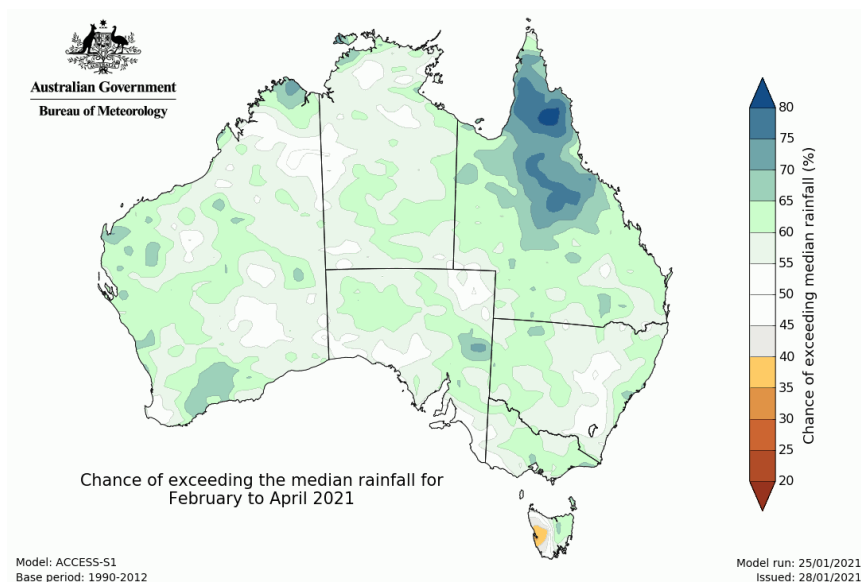 Australian Government
Bureau of Meteorology
80
75
70
65
60
55
50
45
40
35
30
25
20
Chance of exceeding median rainfall (%)
Chance of exceeding the median rainfall for
February to April 2021
Model: ACCESS-S1
Base period: 1990-2012
Model run: 25/01/2021
Issued: 28/01/2021